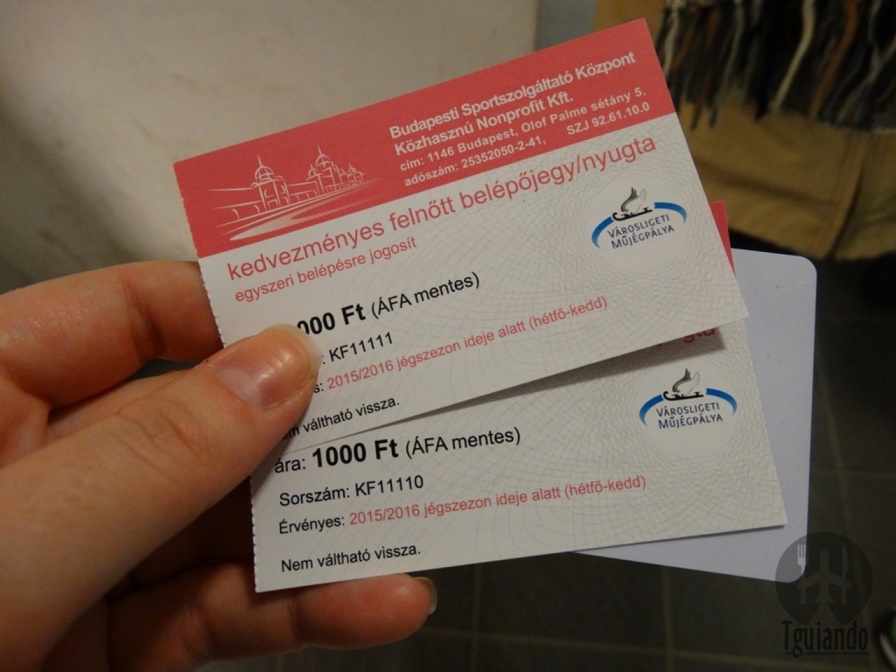 Budapesti Sportszolgáltató Központ
Közhasznú Nonprofit Kft.
cím: 1146 Budapest, Olof Palme sétány 5.
adószám: 25352050-2-41, SZJ 92.61.10.0
kedvezményes felnőtt belépőjegy/nyugta
egyszeri belépésre jogosít
VÁROSLIGETI
MŰJÉGPÁLYA
000 Ft (ÁFA mentes)
: KF11111
s: 2015/2016 jégszezon ideje alatt (hétfő-kedd)
em váltható vissza.
VÁROSLIGETI
MŰJÉGPÁLYA
ára: 1000 Ft (ÁFA mentes)
Sorszám: KF11110
Érvényes: 2015/2016 jégszezon ideje alatt (hétfő-kedd)
Nem váltható vissza.
Tguiando